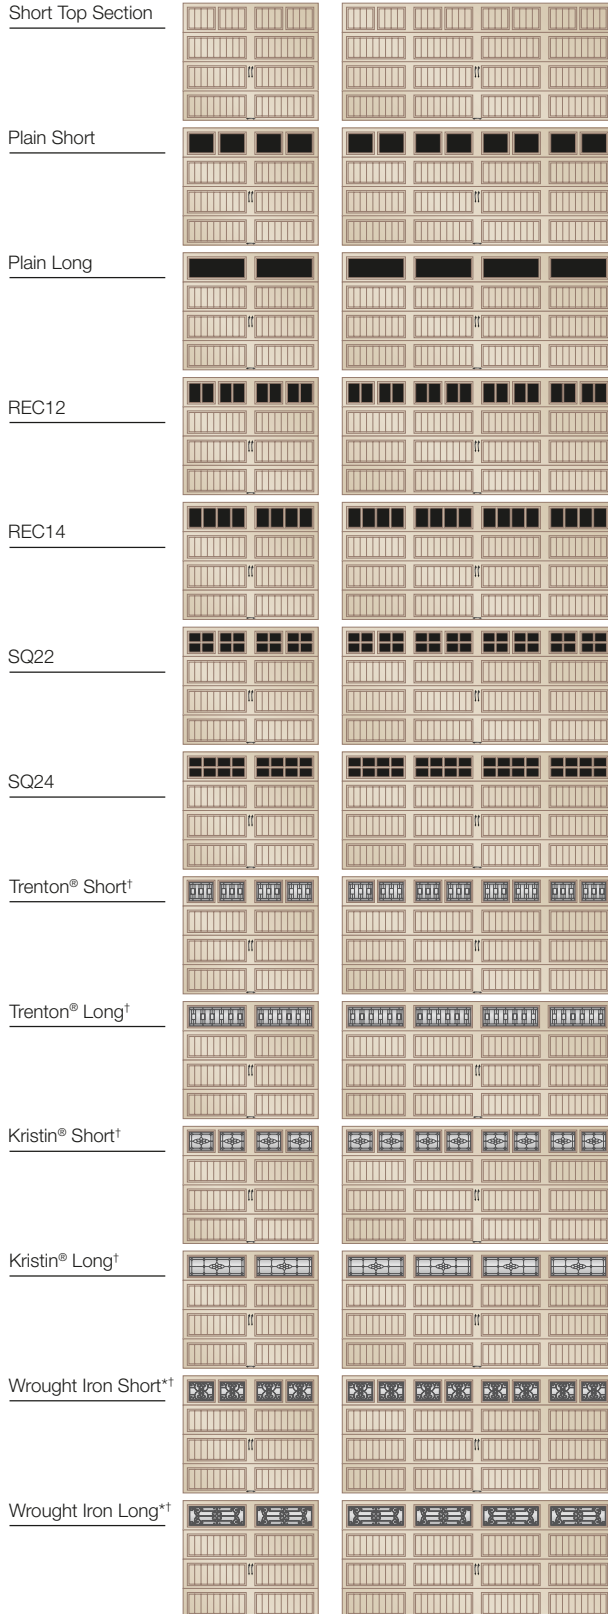 Short Top Section
Plain Short
Plain Long
REC12
REC14
SQ22
SQ24
Trenton® Short†
Trenton® Long†
Kristin® Short†
Kristin® Long†
Wrought Iron Short*†
Wrought Iron Long*†